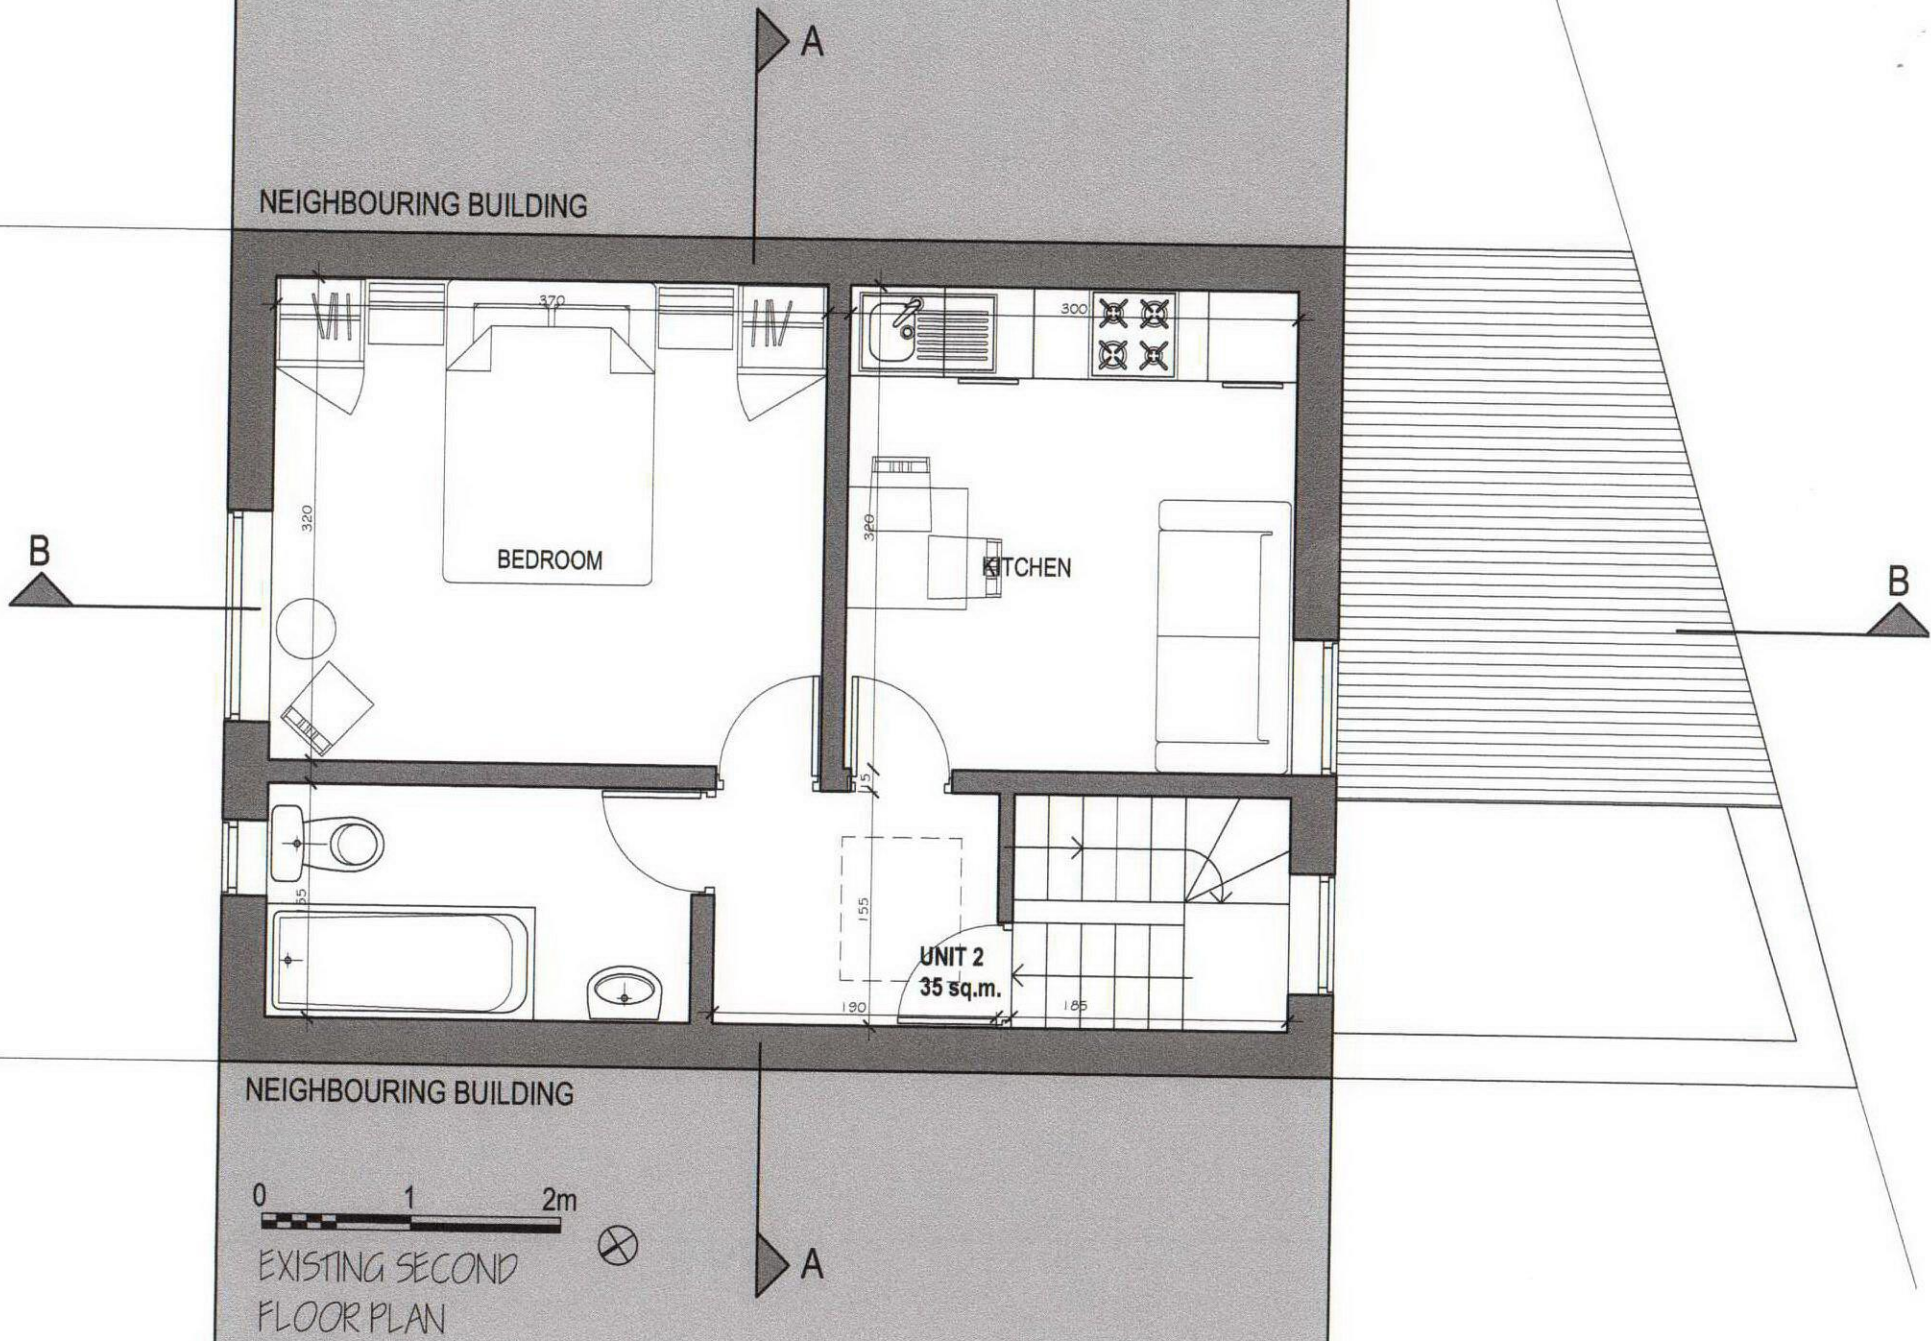 A
NEIGHBOURING BUILDING
370
300
320
320
B
BEDROOM
KITCHEN
B
15
155
155
UNIT 2
35 sq.m.
190
185
NEIGHBOURING BUILDING
0 1 2m
A
EXISTING SECOND
FLOOR PLAN